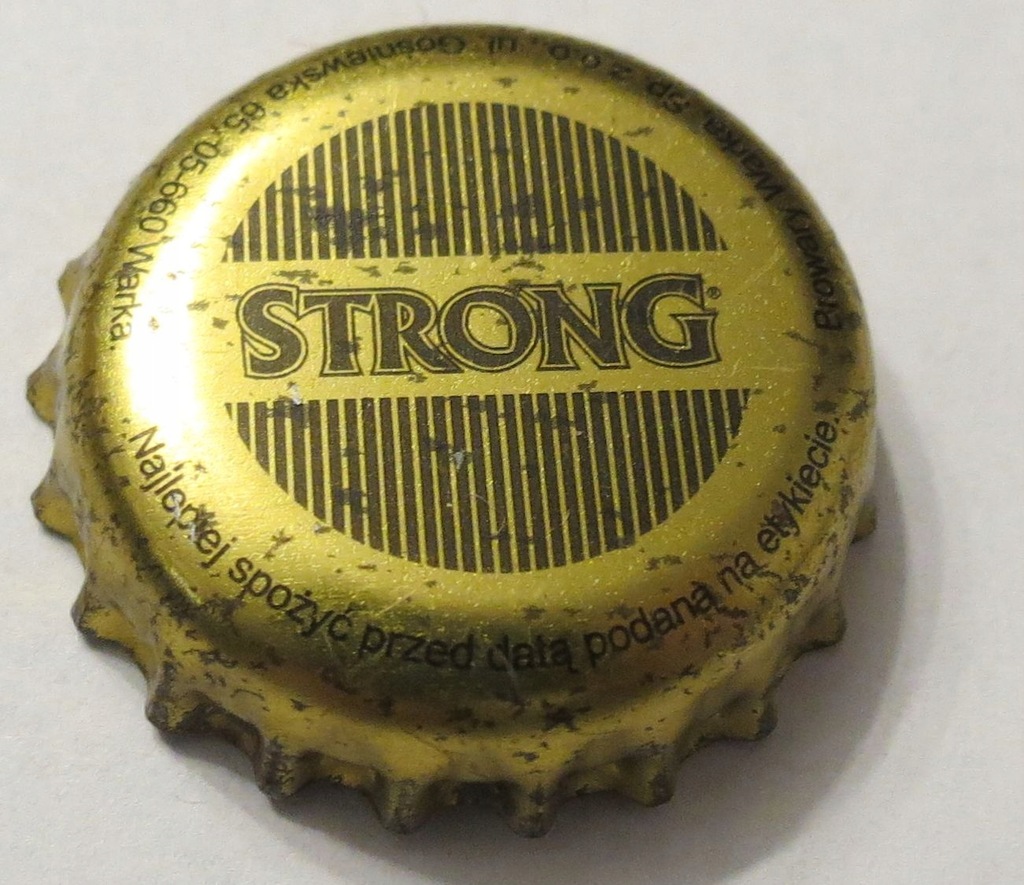 STRONG®
Browary Warka Sp. z o.o., ul. Gośniewska 65, 05-660 Warka.
Najlepiej spożyć przed datą podaną na etykiecie.